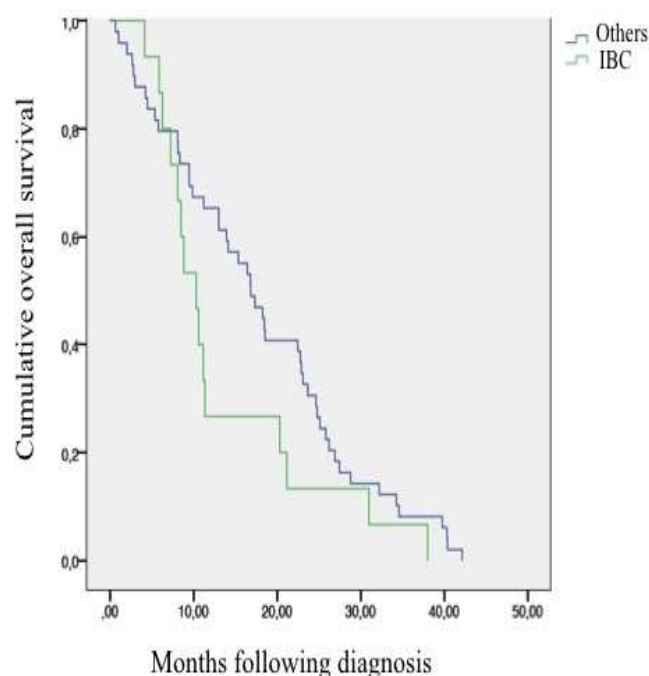 Others
IBC
Cumulative overall survival
1,0
0,8
0,6
0,4
0,2
0,0
,00 10,00 20,00 30,00 40,00 50,00
Months following diagnosis